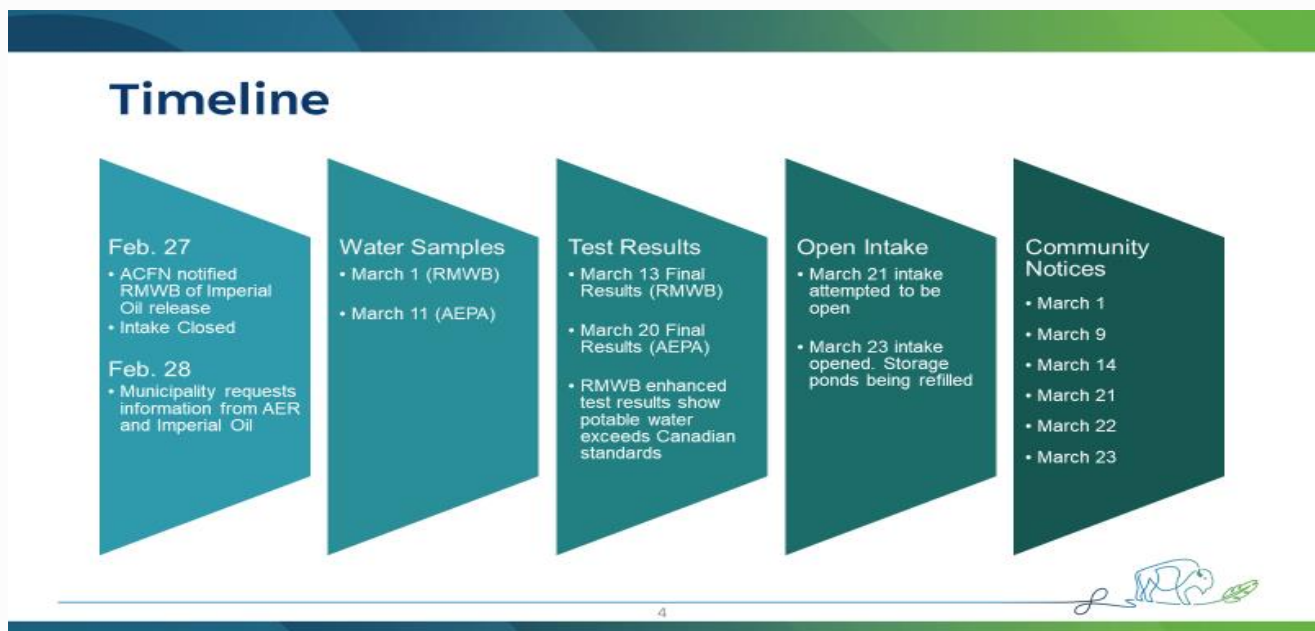 Timeline
Feb. 27
• ACFN notified
RMWB of Imperial
Oil release
• Intake Closed
Feb. 28
• Municipality requests
information from AER
and Imperial Oil
Water Samples
• March 1 (RMWB)
• March 11 (AEPA)
Test Results
• March 13 Final
Results (RMWB)
• March 20 Final
Results (AEPA)
• RMWB enhanced
test results show
potable water
exceeds Canadian
standards
Open Intake
• March 21 intake
attempted to be
open
• March 23 intake
opened. Storage
ponds being refilled
Community
Notices
• March 1
• March 9
• March 14
• March 21
• March 22
• March 23
4